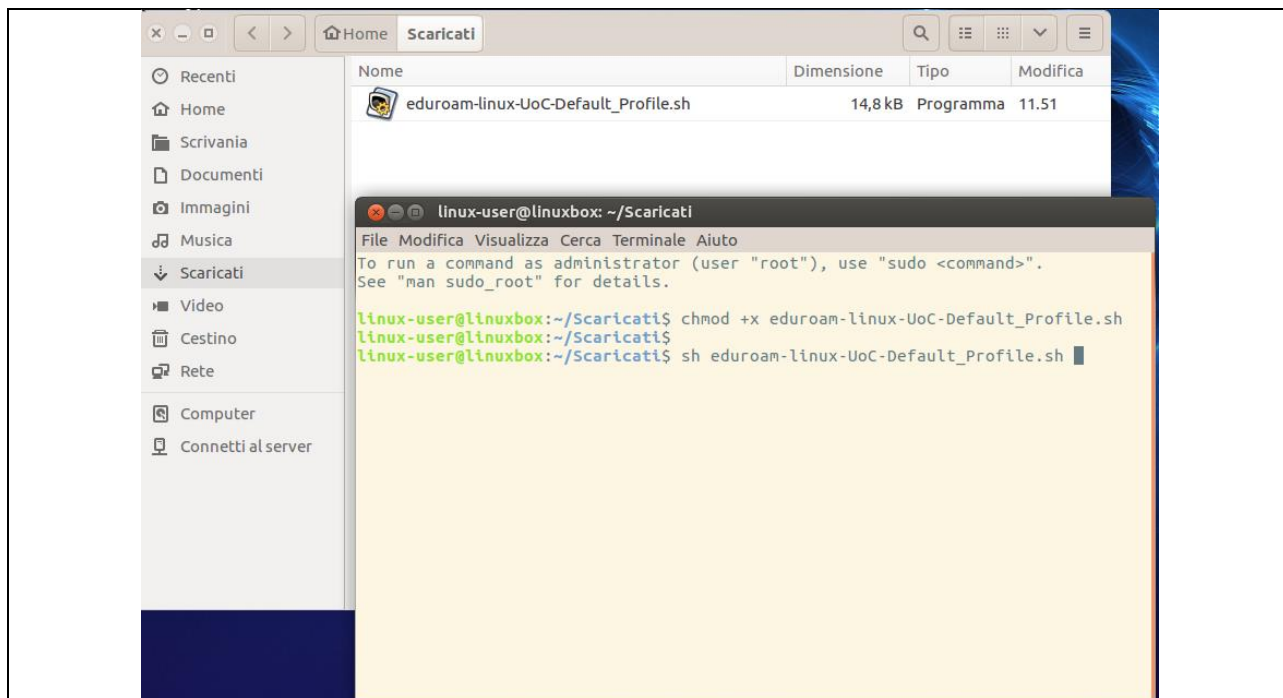 Home Scaricati
Recenti
Home
Scrivania
Documenti
Immagini
Musica
Scaricati
Video
Cestino
Rete
Computer
Connetti al server
Nome Dimensione Tipo Modifica
eduroam-linux-UoC-Default_Profile.sh 14,8 kB Programma 11.51
linux-user@linuxbox: ~/Scaricati
File Modifica Visualizza Cerca Terminale Aiuto
To run a command as administrator (user "root"), use "sudo <command>".
See "man sudo_root" for details.
linux-user@linuxbox:~/Scaricati$ chmod +x eduroam-linux-UoC-Default_Profile.sh
linux-user@linuxbox:~/Scaricati$
linux-user@linuxbox:~/Scaricati$ sh eduroam-linux-UoC-Default_Profile.sh